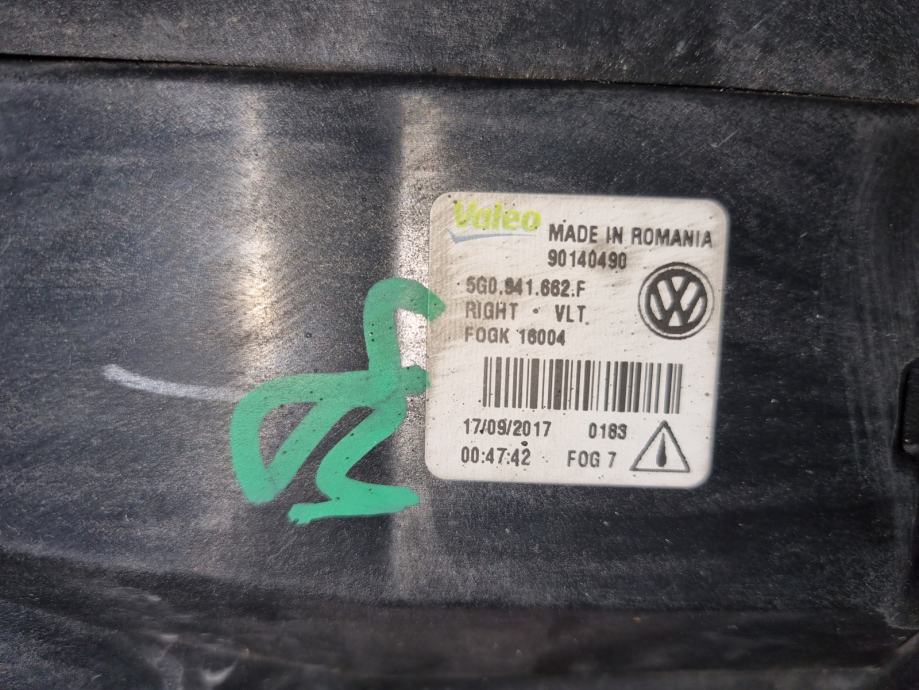 Valeo
MADE IN ROMANIA
90140490
5G0.941.662.F
RIGHT • VLT.
FOGK 16004
17/09/2017 0183
00:47:42 FOG 7